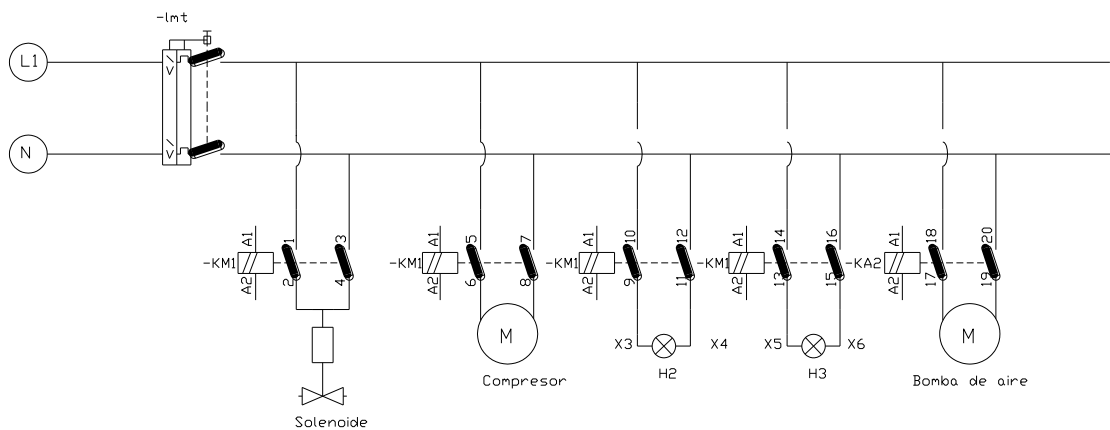 -lmt
L1
N
A1
1
3
-KM1
A2
2
4
Solenoide
A1
5
7
-KM1
A2
6
8
M
Compresor
A1
10
12
-KM1
A2
9
11
X3
X4
H2
A1
14
16
-KM1
A2
13
15
X5
X6
H3
A1
18
20
-KA2
A2
17
19
M
Bomba de aire